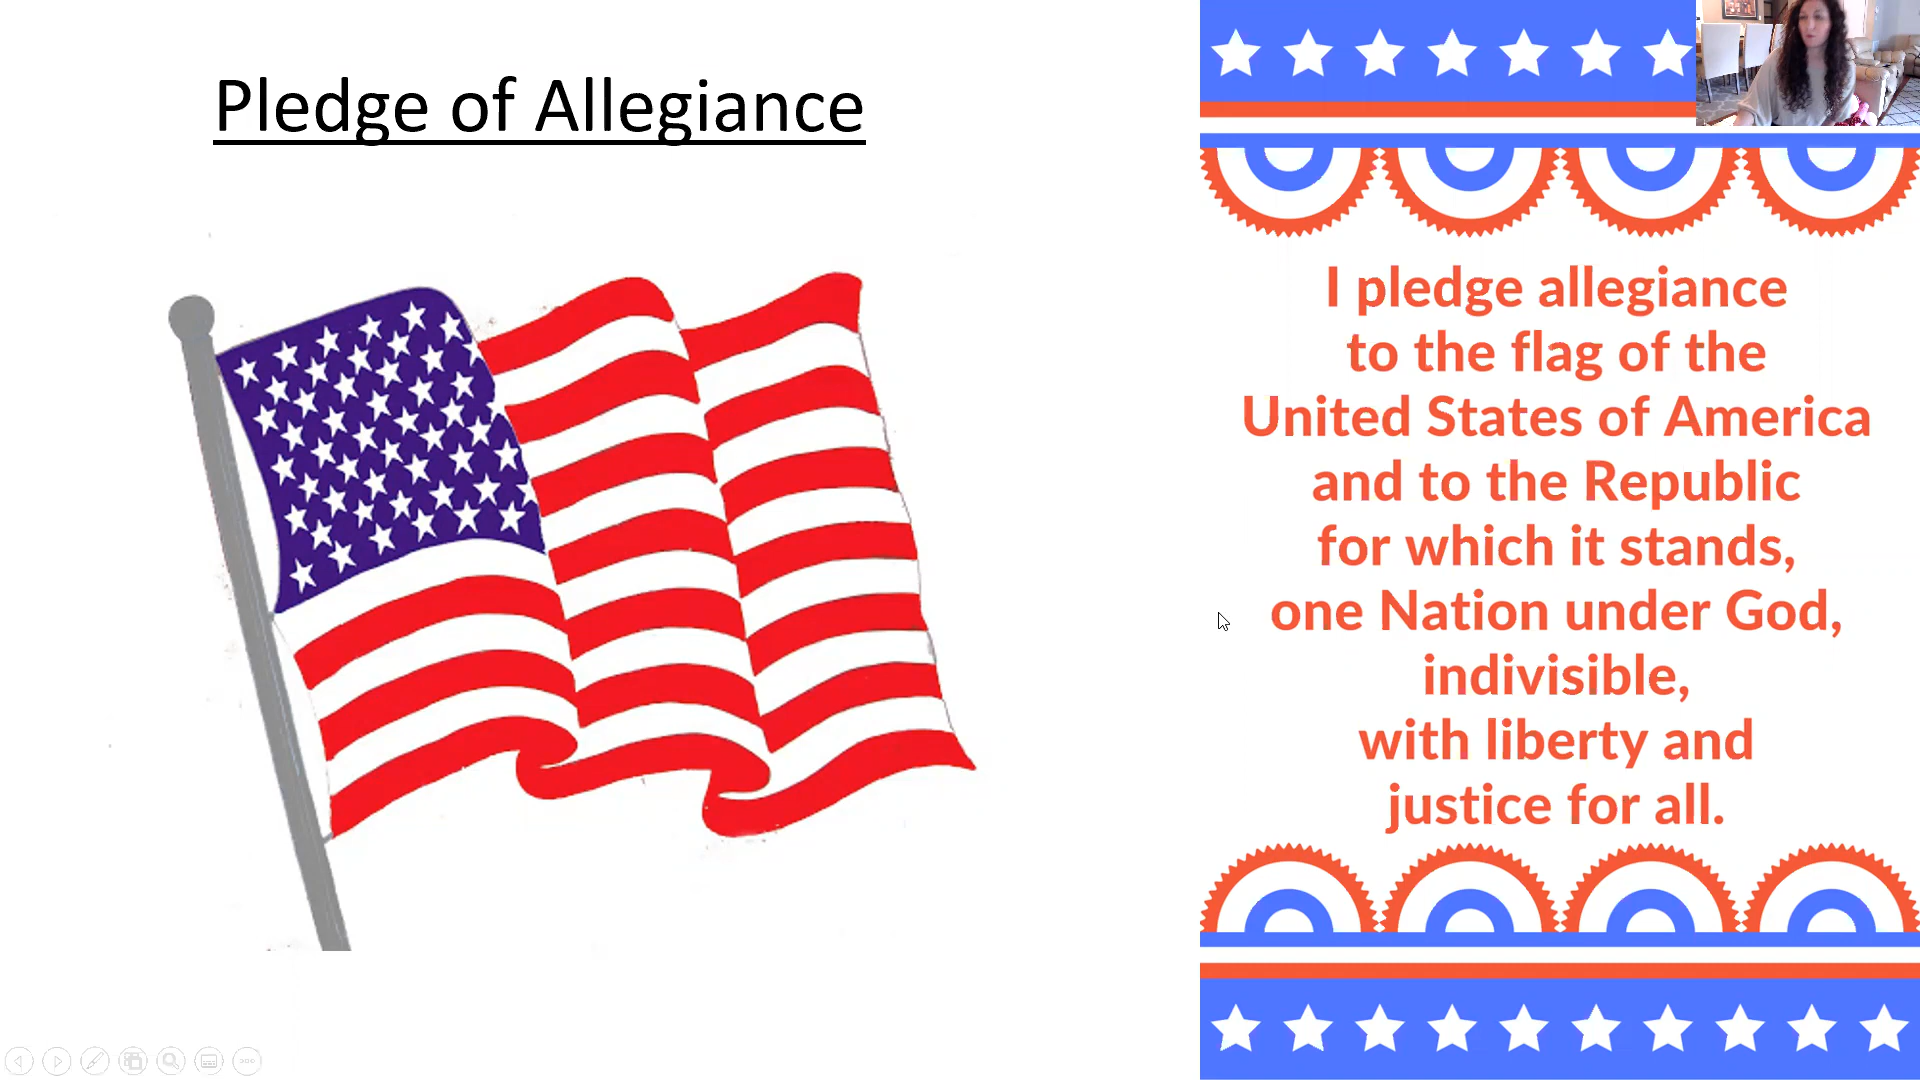 Pledge of Allegiance
I pledge allegiance
to the flag of the
United States of America
and to the Republic
for which it stands,
one Nation under God,
indivisible,
with liberty and
justice for all.